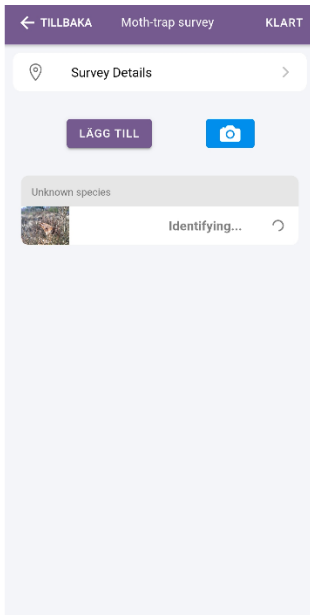 TILLBAKA Moth-trap survey KLART
Survey Details
LÄGG TILL
Unknown species
Identifying...